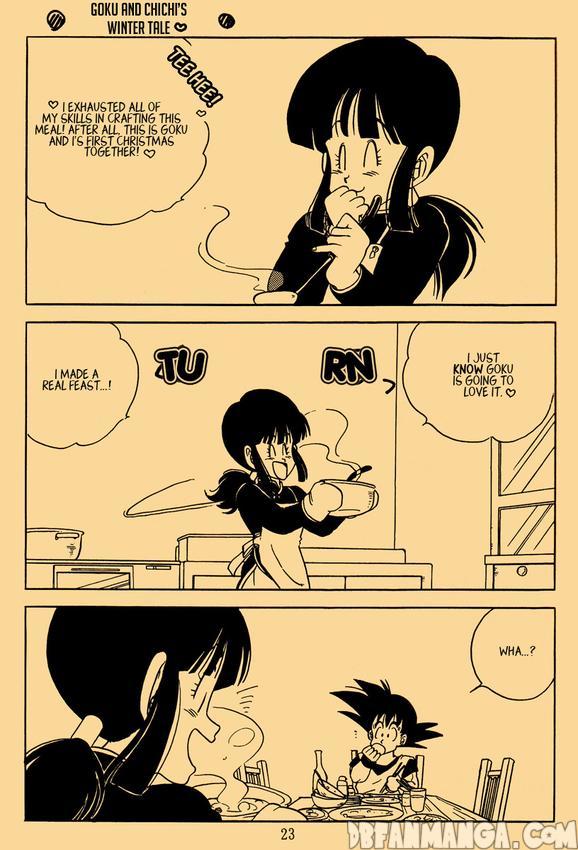 GOKU AND CHICHI'S
WINTER TALE
TEE HEE!
I EXHAUSTED ALL OF
MY SKILLS IN CRAFTING THIS
MEAL! AFTER ALL, THIS IS GOKU
AND I'S FIRST CHRISTMAS
TOGETHER!
I MADE A
REAL FEAST...!
TURN
I JUST
KNOW GOKU
IS GOING TO
LOVE IT.
WHA...?
23
DBFANMANGA.COM